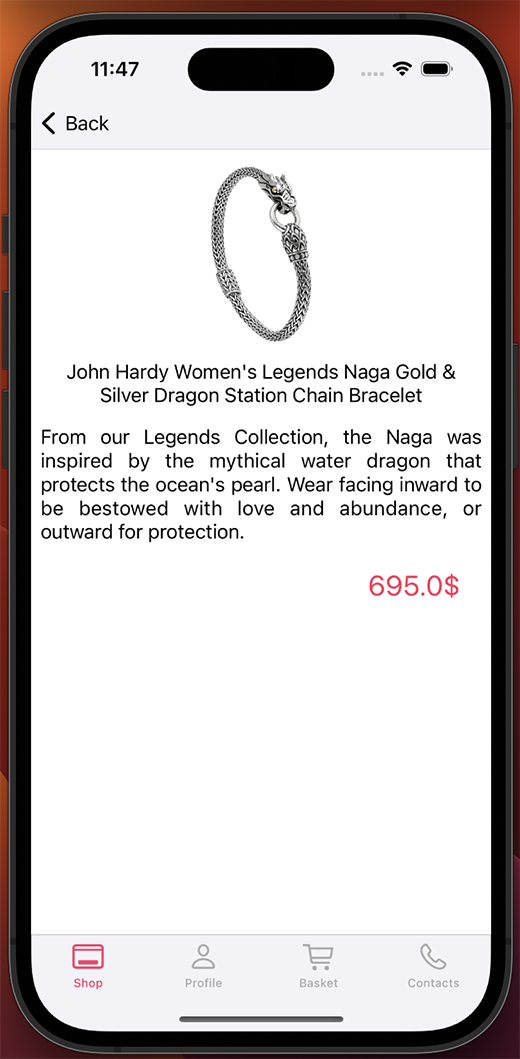 11:47
Back
John Hardy Women's Legends Naga Gold &
Silver Dragon Station Chain Bracelet
From our Legends Collection, the Naga was
inspired by the mythical water dragon that
protects the ocean's pearl. Wear facing inward to
be bestowed with love and abundance, or
outward for protection.
695.0$
Shop Profile Basket Contacts